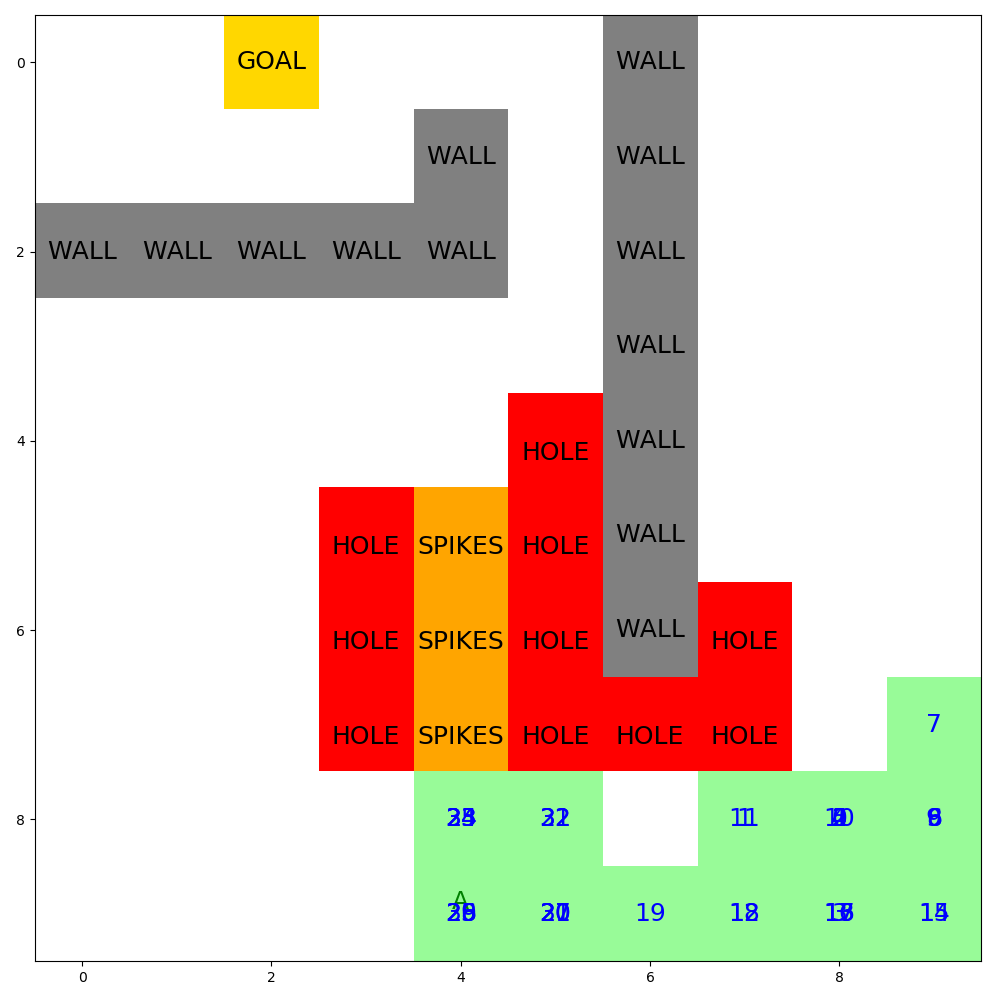 0 GOAL WALL
WALL WALL
2 WALL WALL WALL WALL WALL WALL
WALL
4 HOLE WALL
HOLE SPIKES HOLE WALL
6 HOLE SPIKES HOLE WALL HOLE
7
HOLE SPIKES HOLE HOLE HOLE
8 11
A
19
0 2 4 6 8